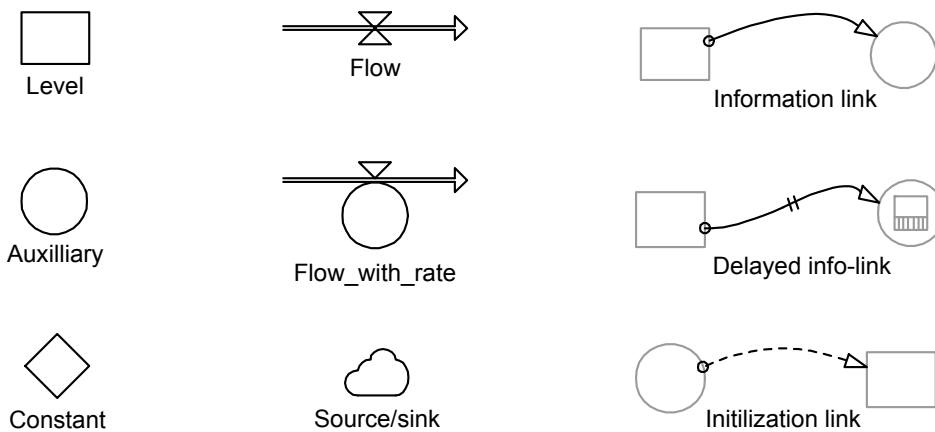 Level
Flow
Information link
Auxilliary
Flow_with_rate
Delayed info-link
Constant
Source/sink
Initilization link